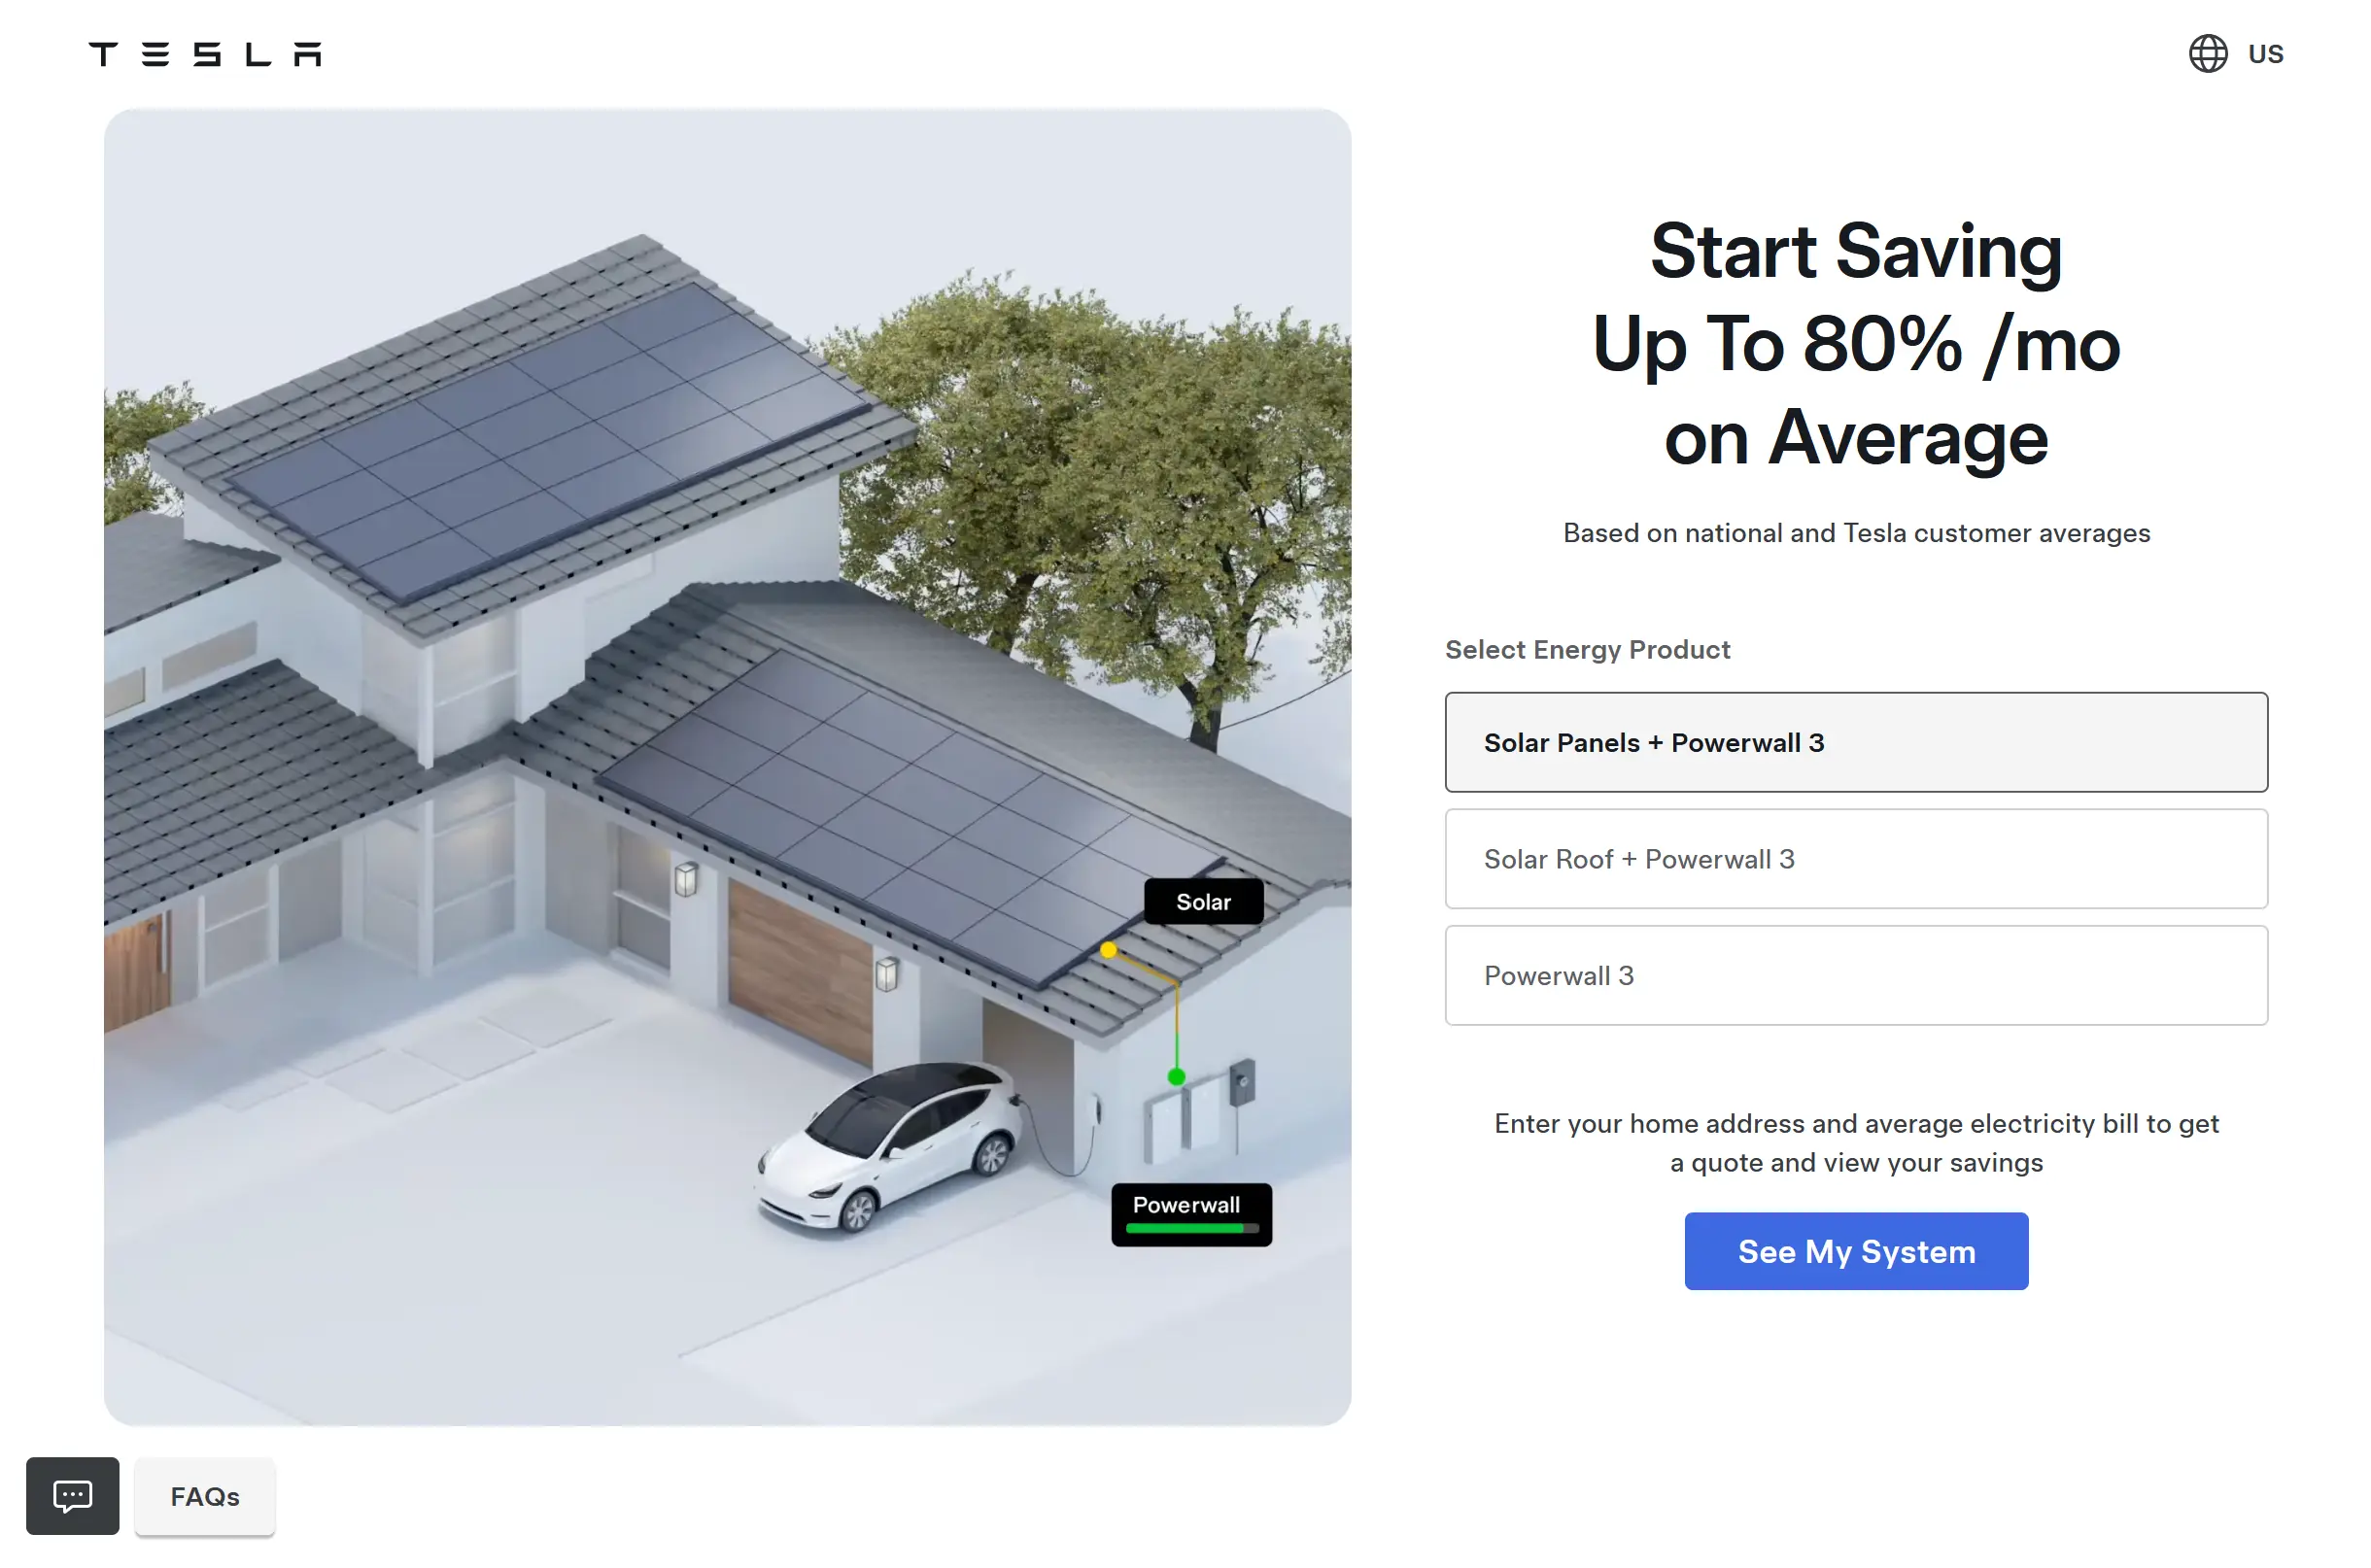 TESLA
US
Solar
Powerwall
Start Saving
Up To 80% /mo
on Average
Based on national and Tesla customer averages
Select Energy Product
Solar Panels + Powerwall 3
Solar Roof + Powerwall 3
Powerwall 3
Enter your home address and average electricity bill to get
a quote and view your savings
See My System
FAQs